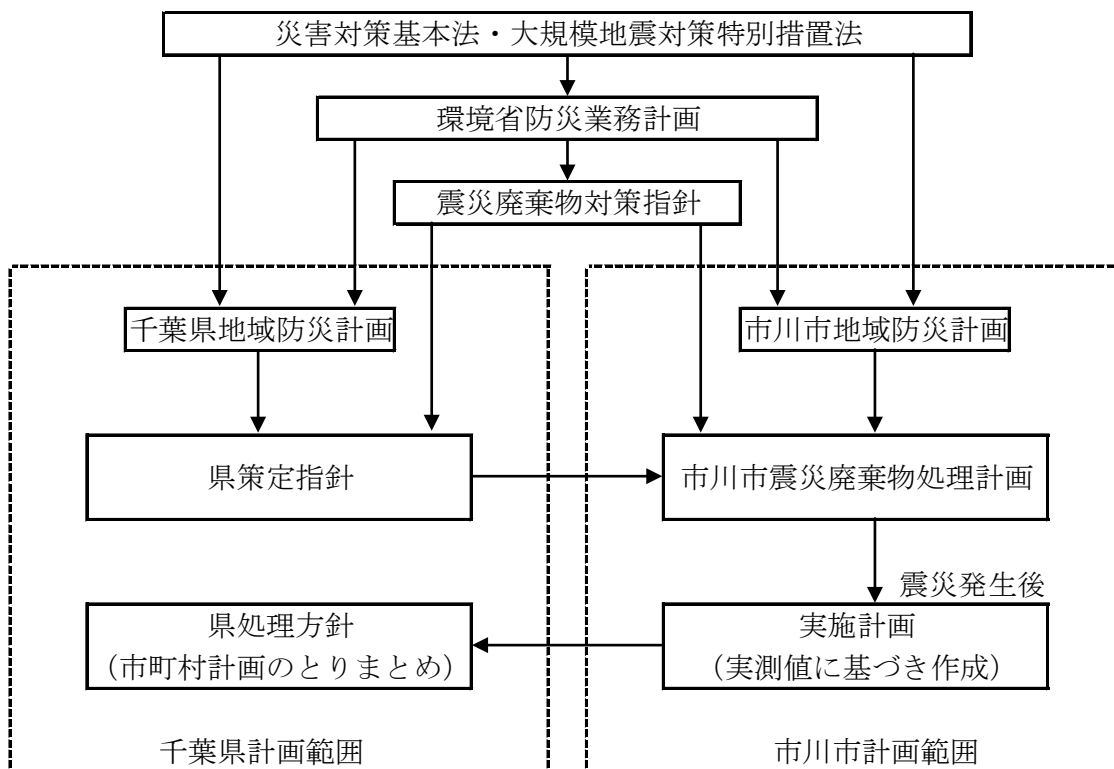 災害対策基本法・大規模地震対策特別措置法
環境省防災業務計画
震災廃棄物対策指針
千葉県地域防災計画
市川市地域防災計画
県策定指針
市川市震災廃棄物処理計画
震災発生後
県処理方針
（市町村計画のとりまとめ）
実施計画
（実測値に基づき作成）
千葉県計画範囲
市川市計画範囲